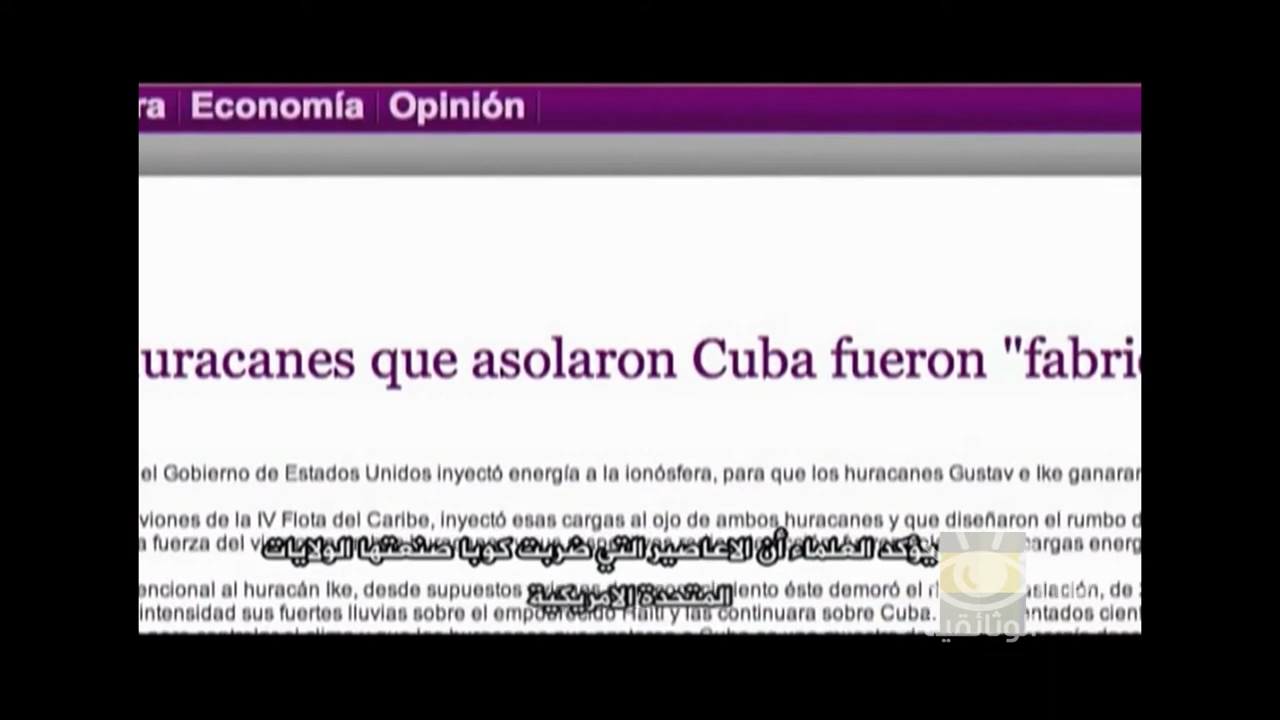 ra Economía Opinión
uracanes que asolaron Cuba fueron "fabri
el Gobierno de Estados Unidos inyectó energía a la ionósfera, para que los huracanes Gustav e Ike ganaran
viones de la IV Flota del Caribe, inyectó esas cargas al ojo de ambos huracanes y que diseñaron el rumbo d
a fuerza del cargas energ
يؤكد العلماء أن الاعاصير التي ضربت كوبا صنعتها الولايات
encional al huracán Ike, desde supuestos éste demoró el de
المتحدة الامريكية
intensidad sus fuertes lluvias sobre el empobrecido Haití y las continuara sobre Cuba.
الوثائقية